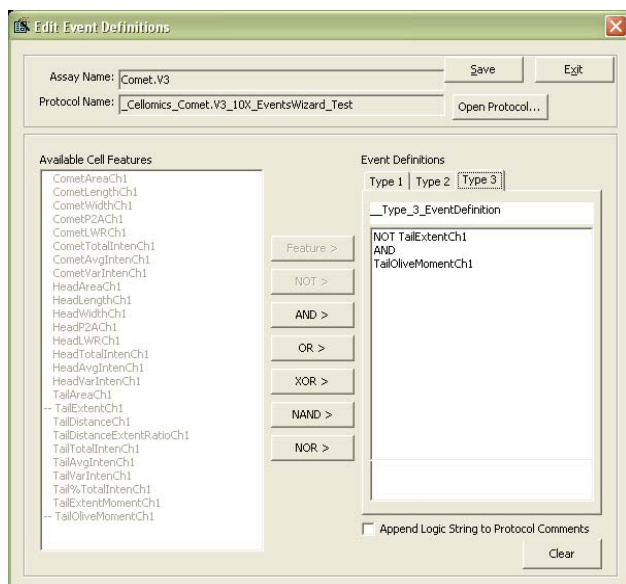 Edit Event Definitions
Assay Name: Comet.V3
Save
Exit
Protocol Name: _Cellomics_Comet.V3_10X_EventsWizard_Test
Open Protocol...
Available Cell Features
CometAreaCh1
CometLengthCh1
CometWidthCh1
CometP2ACh1
CometLWRCh1
CometTotalIntenCh1
CometAvgIntenCh1
CometVarIntenCh1
HeadAreaCh1
HeadLengthCh1
HeadWidthCh1
HeadP2ACh1
HeadLWRCh1
HeadTotalIntenCh1
HeadAvgIntenCh1
HeadVarIntenCh1
TailAreaCh1
-- TailExtentCh1
TailDistanceCh1
TailDistanceExtentRatioCh1
TailTotalIntenCh1
TailAvgIntenCh1
TailVarIntenCh1
Tail%TotalIntenCh1
TailExtentMomentCh1
-- TailOliveMomentCh1
Feature >
NOT >
AND >
OR >
XOR >
NAND >
NOR >
Event Definitions
Type 1 Type 2 Type 3
__Type_3_EventDefinition
NOT TailExtentCh1
AND
TailOliveMomentCh1
Append Logic String to Protocol Comments
Clear